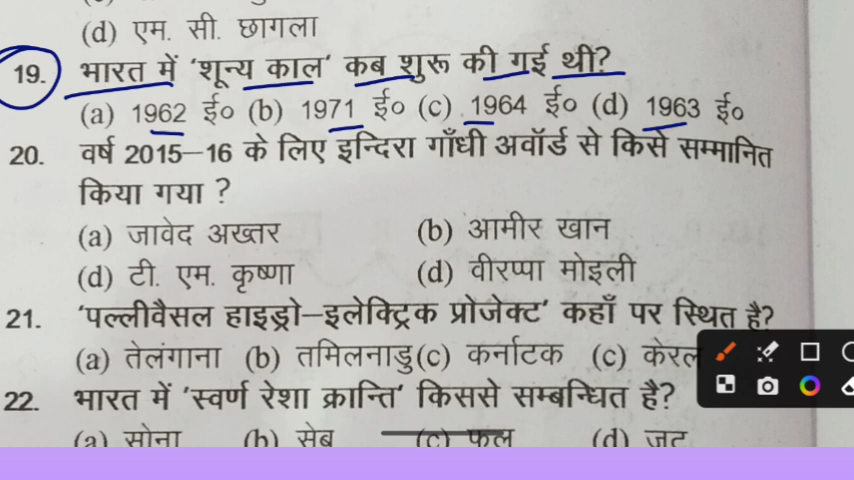 (d) एम. सी. छागला
19. भारत में 'शून्य काल' कब शुरू की गई थी?
(a) 1962 ई० (b) 1971 ई० (c) 1964 ई० (d) 1963 ई०
20. वर्ष 2015–16 के लिए इन्दिरा गाँधी अवॉर्ड से किसे सम्मानित
किया गया ?
(a) जावेद अख्तर (b) आमीर खान
(d) टी. एम. कृष्णा (d) वीरप्पा मोइली
21. 'पल्लीवैसल हाइड्रो–इलेक्ट्रिक प्रोजेक्ट' कहाँ पर स्थित है?
(a) तेलंगाना (b) तमिलनाडु (c) कर्नाटक (c) केरल
22. भारत में 'स्वर्ण रेशा क्रान्ति' किससे सम्बन्धित है?
(a) सोना (b) सेब (c) फल (d) जूट